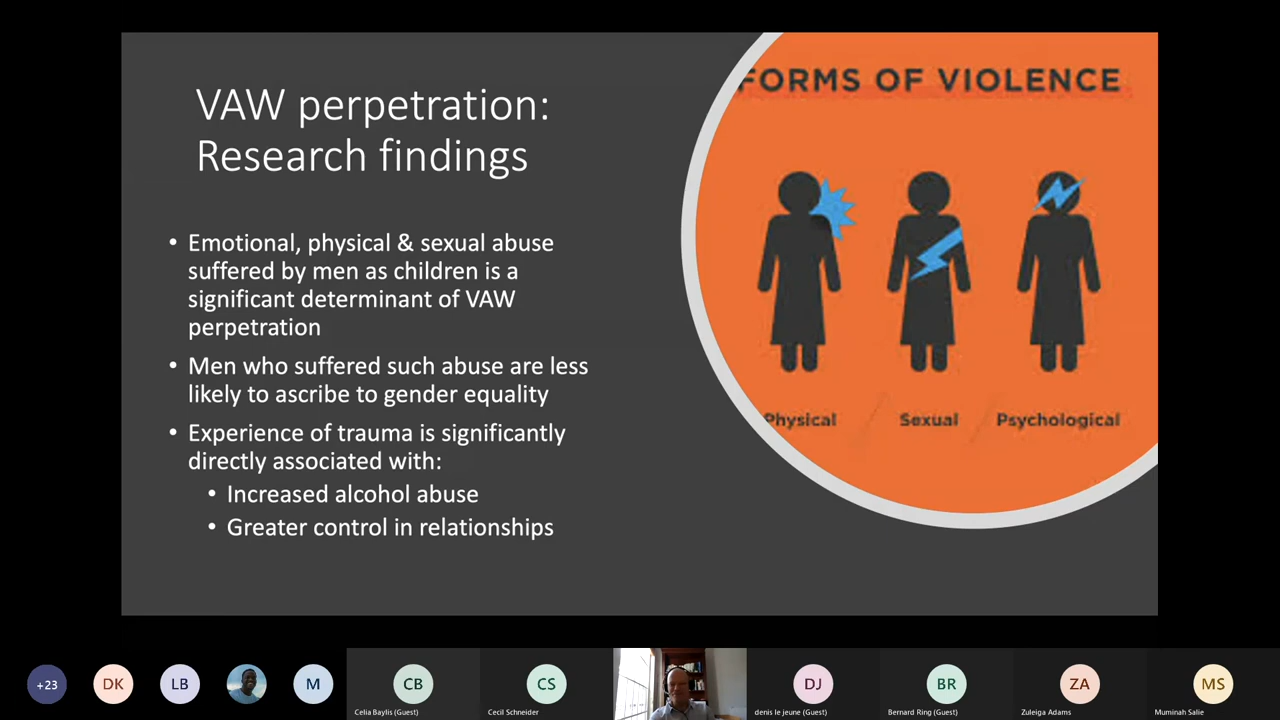 VAW perpetration:
Research findings
• Emotional, physical & sexual abuse
suffered by men as children is a
significant determinant of VAW
perpetration
• Men who suffered such abuse are less
likely to ascribe to gender equality
• Experience of trauma is significantly
directly associated with:
• Increased alcohol abuse
• Greater control in relationships
FORMS OF VIOLENCE
Physical / Sexual / Psychological
+23 DK LB M CB CS DJ BR ZA MS
Celia Baylis (Guest) Cecil Schneider denis le jeune (Guest) Bernard Ring (Guest) Zuleiga Adams Muminah Salie